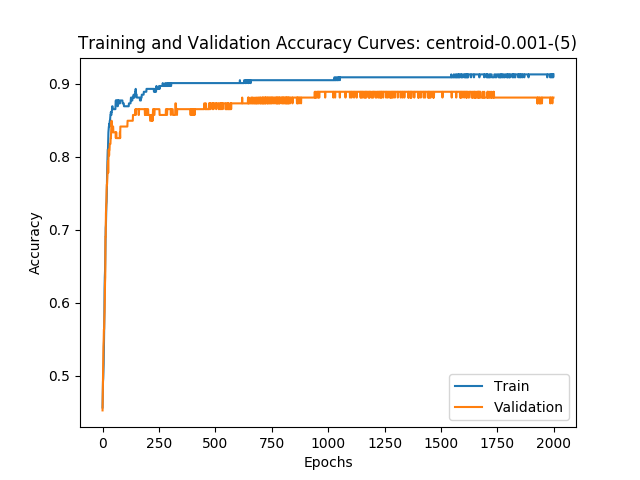 Training and Validation Accuracy Curves: centroid-0.001-(5)
0.9
0.8
0.7
0.6
0.5
Accuracy
0 250 500 750 1000 1250 1500 1750 2000
Epochs
Train
Validation